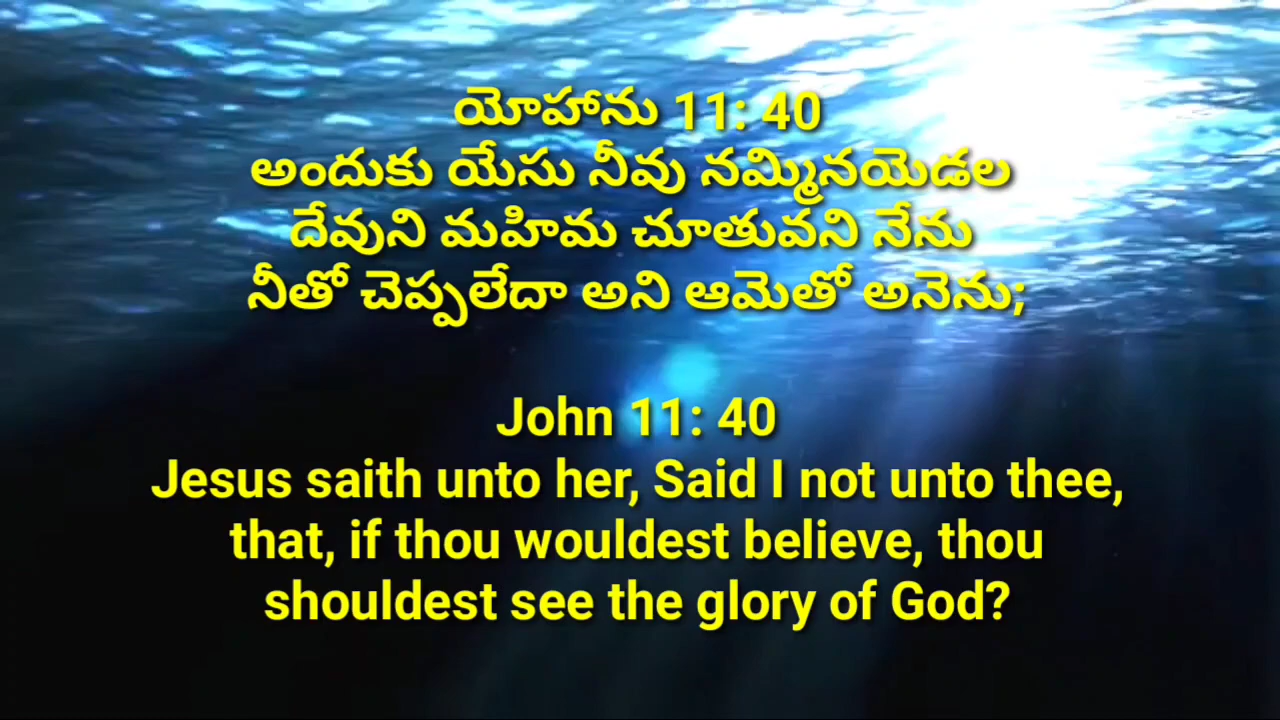 యోహాను 11: 40
అందుకు యేసు నీవు నమ్మినయెడల
దేవుని మహిమ చూతువని నేను
నీతో చెప్పలేదా అని ఆమెతో అనెను;
John 11: 40
Jesus saith unto her, Said I not unto thee,
that, if thou wouldest believe, thou
shouldest see the glory of God?